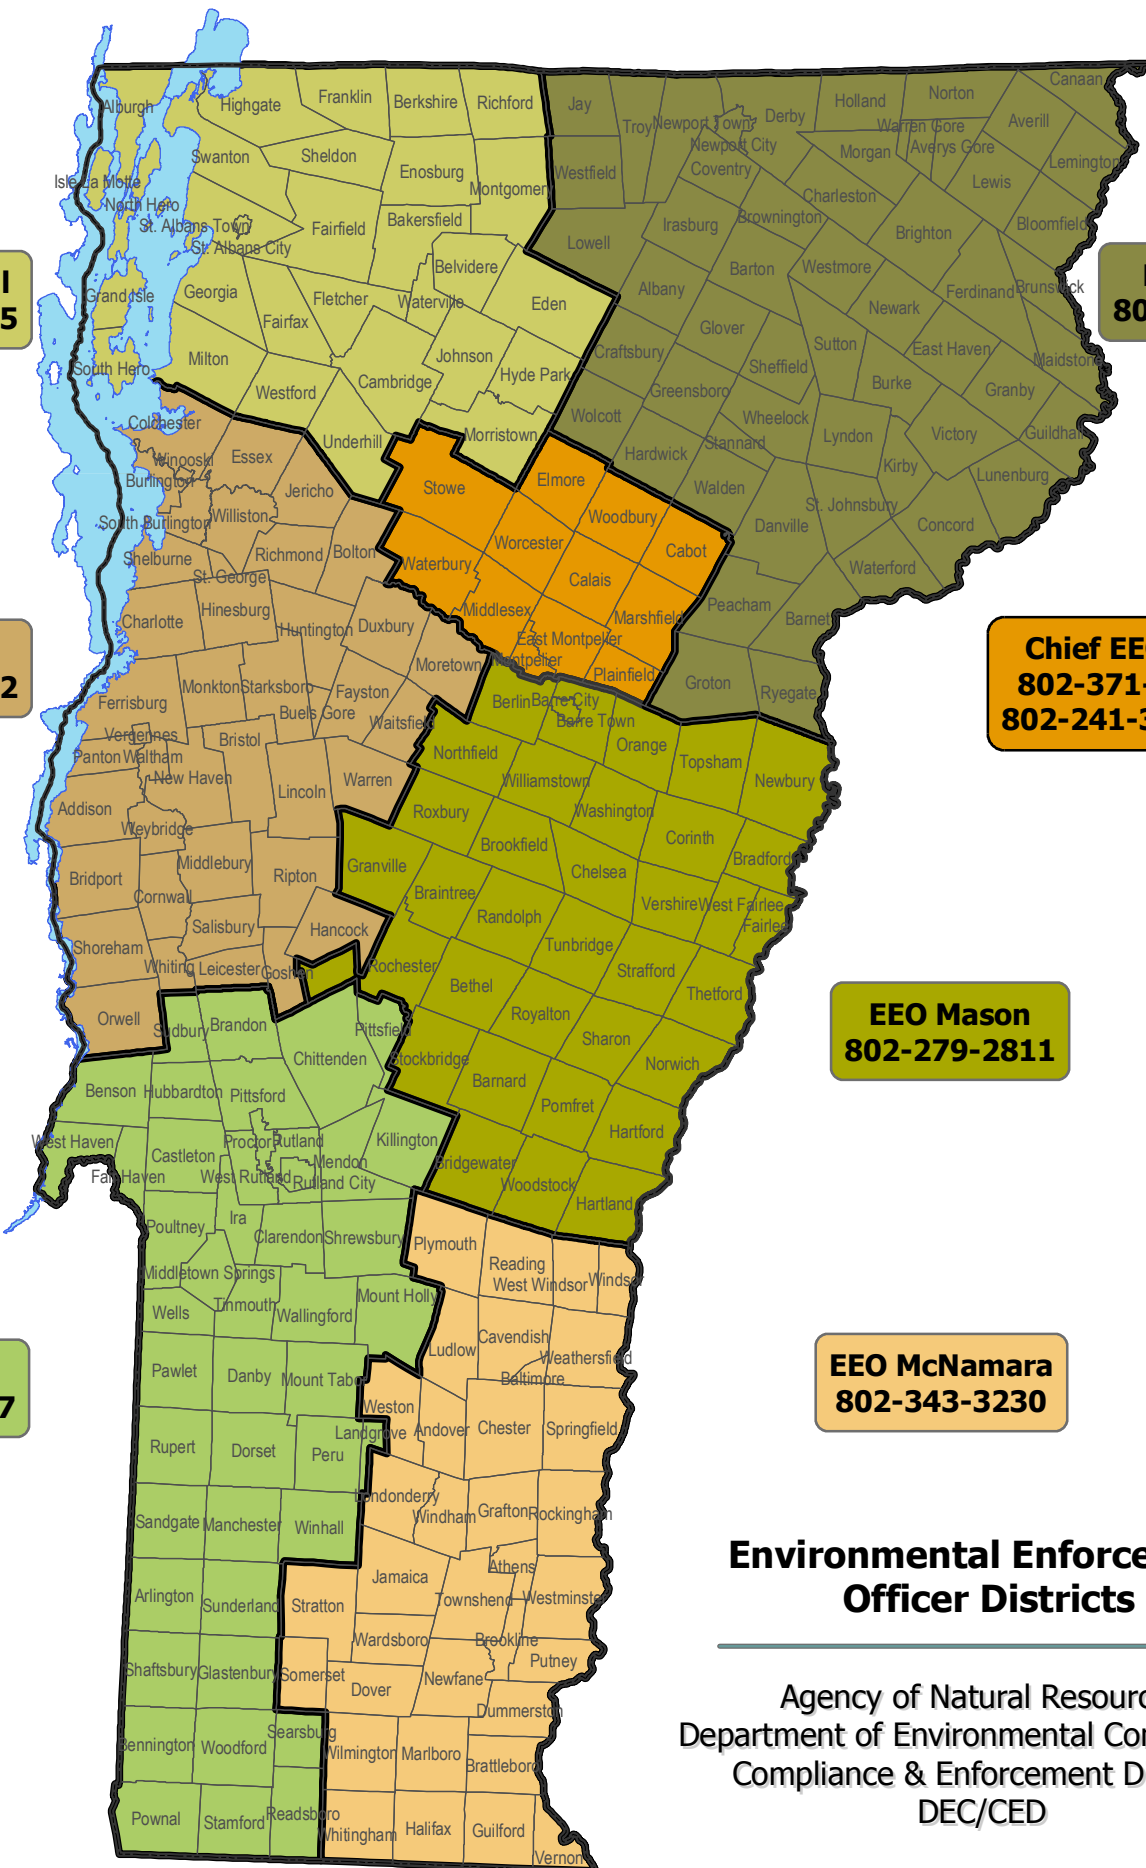 Canaan
Alburgh
Highgate
Franklin
Berkshire
Richford
Jay
Troy
Newport Town
Derby
Holland
Norton
Warren Gore
Averill
Swanton
Sheldon
Enosburg
Montgomery
Westfield
Newport City
Coventry
Morgan
Averys Gore
Lemington
Isle La Motte
North Hero
St. Albans Town
St. Albans City
Fairfield
Bakersfield
Lowell
Irasburg
Brownington
Charleston
Lewis
Brighton
Bloomfield
Grand Isle
Georgia
Fairfax
Fletcher
Waterville
Belvidere
Eden
Albany
Barton
Westmore
Newark
Ferdinand
Brunswick
l
5
80
South Hero
Milton
Westford
Cambridge
Johnson
Hyde Park
Craftsbury
Glover
Sheffield
Sutton
East Haven
Maidstone
Greensboro
Burke
Granby
Colchester
Underhill
Morristown
Wolcott
Stannard
Wheelock
Lyndon
Victory
Guildhall
Winooski
Essex
Burlington
Jericho
Stowe
Elmore
Hardwick
Walden
Kirby
Lunenburg
South Burlington
Williston
Woodbury
Danville
St. Johnsbury
Concord
Shelburne
Richmond
Bolton
Waterbury
Worcester
Calais
Cabot
Waterford
St. George
Charlotte
Hinesburg
Huntington
Duxbury
Middlesex
East Montpelier
Marshfield
Peacham
Barnet
Moretown
Montpelier
Plainfield
Groton
Ryegate
Chief EE
802-371-
802-241-3
2
Ferrisburg
Monkton
Starksboro
Buels Gore
Fayston
Waitsfield
Berlin
Barre City
Barre Town
Vergennes
Panton
Waltham
Bristol
Northfield
Orange
Topsham
Newbury
New Haven
Lincoln
Warren
Williamstown
Addison
Weybridge
Roxbury
Washington
Corinth
Bradford
Bridport
Middlebury
Ripton
Granville
Brookfield
Chelsea
Cornwall
Braintree
Vershire
West Fairlee
Fairlee
Shoreham
Salisbury
Hancock
Randolph
Tunbridge
Whiting
Leicester
Goshen
Rochester
Bethel
Strafford
Thetford
Orwell
Sudbury
Brandon
Chittenden
Pittsfield
Royalton
Sharon
Stockbridge
Norwich
EEO Mason
802-279-2811
Benson
Hubbardton
Pittsford
Barnard
Pomfret
West Haven
Castleton
Proctor
Rutland
Killington
Hartford
Fair Haven
West Rutland
Mendon
Rutland City
Bridgewater
Woodstock
Hartland
Poultney
Ira
Clarendon
Shrewsbury
Plymouth
Reading
West Windsor
Windsor
Middletown Springs
Wells
Tinmouth
Wallingford
Mount Holly
Ludlow
Cavendish
Weathersfield
Baltimore
Pawlet
Danby
Mount Tabor
Weston
EEO McNamara
802-343-3230
7
Landgrove
Andover
Chester
Springfield
Rupert
Dorset
Peru
Londonderry
Windham
Grafton
Rockingham
Sandgate
Manchester
Winhall
Athens
Jamaica
Arlington
Sunderland
Stratton
Townshend
Westminster
Wardsboro
Brookline
Shaftsbury
Glastenbury
Somerset
Dover
Newfane
Putney
Dummerston
Bennington
Woodford
Searsburg
Wilmington
Marlboro
Brattleboro
Pownal
Stamford
Readsboro
Whitingham
Halifax
Guilford
Vernon
Environmental Enforce
Officer Districts
Agency of Natural Resourc
Department of Environmental Con
Compliance & Enforcement D
DEC/CED